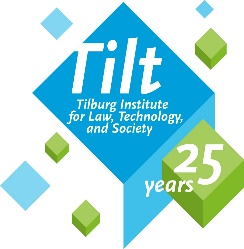 Tilt
Tilburg Institute
for Law, Technology,
and Society
25
years